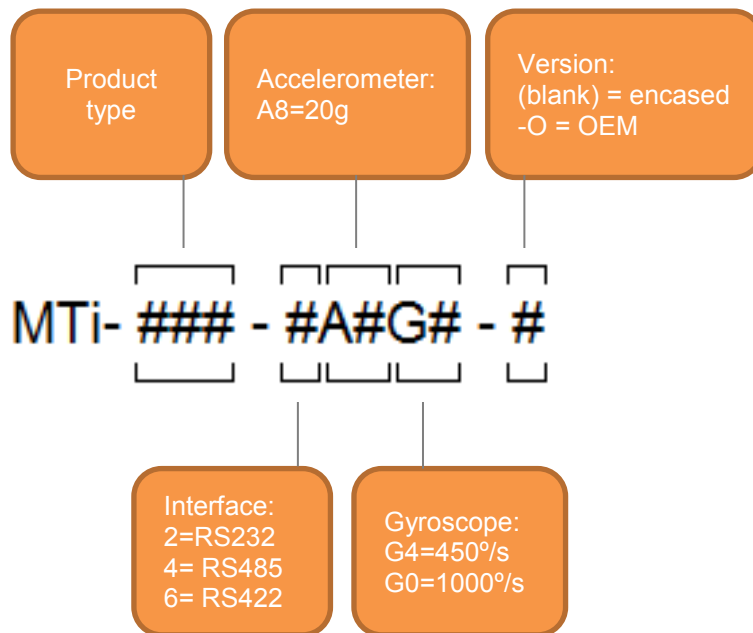 Product
type
Accelerometer:
A8=20g
Version:
(blank) = encased
-O = OEM
MTi- ### - #A#G# - #
Interface:
2=RS232
4= RS485
6= RS422
Gyroscope:
G4=450º/s
G0=1000º/s